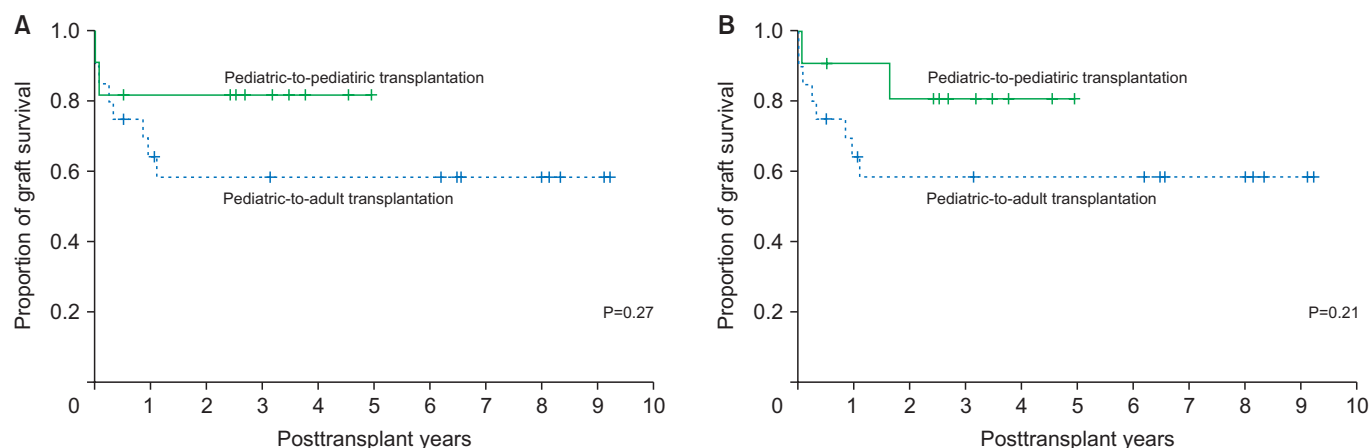 A
Proportion of graft survival
1.0
0.8
0.6
0.4
0.2
0
1
2
3
4
5
6
7
8
9
10
Posttransplant years
Pediatric-to-pediatiric transplantation
Pediatric-to-adult transplantation
P=0.27
B
Proportion of graft survival
1.0
0.8
0.6
0.4
0.2
0
1
2
3
4
5
6
7
8
9
10
Posttransplant years
Pediatric-to-pediatiric transplantation
Pediatric-to-adult transplantation
P=0.21